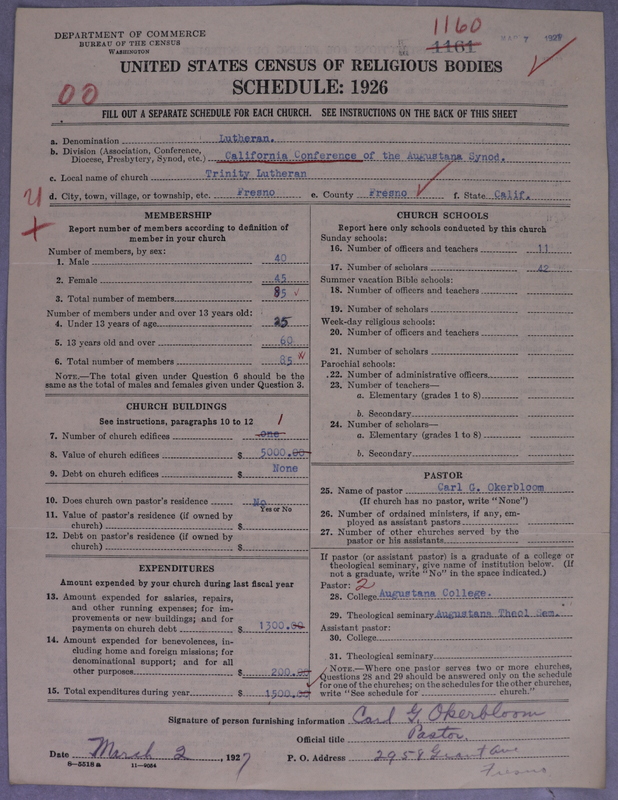 DEPARTMENT OF COMMERCE
BUREAU OF THE CENSUS
WASHINGTON
1160
1161
MAR 7 1927
UNITED STATES CENSUS OF RELIGIOUS BODIES
SCHEDULE: 1926
00
FILL OUT A SEPARATE SCHEDULE FOR EACH CHURCH. SEE INSTRUCTIONS ON THE BACK OF THIS SHEET
a. Denomination Lutheran.
b. Division (Association, Conference, Diocese, Presbytery, Synod, etc.) California Conference of the Augustana Synod.
c. Local name of church Trinity Lutheran
d. City, town, village, or township, etc. Fresno e. County Fresno f. State Calif.
MEMBERSHIP
Report number of members according to definition of
member in your church
Number of members, by sex:
1. Male 40
2. Female 45
3. Total number of members 85
Number of members under and over 13 years old:
4. Under 13 years of age 25
5. 13 years old and over 60
6. Total number of members 85
NOTE.—The total given under Question 6 should be the
same as the total of males and females given under Question 3.
CHURCH BUILDINGS
See instructions, paragraphs 10 to 12
7. Number of church edifices one 1
8. Value of church edifices $ 5000.00
9. Debt on church edifices $ None
10. Does church own pastor's residence No
Yes or No
11. Value of pastor's residence (if owned by
church) $
12. Debt on pastor's residence (if owned by
church) $
EXPENDITURES
Amount expended by your church during last fiscal year
13. Amount expended for salaries, repairs,
and other running expenses; for im-
provements or new buildings; and for
payments on church debt $ 1300.00
14. Amount expended for benevolences, in-
cluding home and foreign missions; for
denominational support; and for all
other purposes $ 200.00
15. Total expenditures during year $ 1500.00
CHURCH SCHOOLS
Report here only schools conducted by this church
Sunday schools:
16. Number of officers and teachers 11
17. Number of scholars 42
Summer vacation Bible schools:
18. Number of officers and teachers
19. Number of scholars
Week-day religious schools:
20. Number of officers and teachers
21. Number of scholars
Parochial schools:
22. Number of administrative officers
23. Number of teachers—
a. Elementary (grades 1 to 8)
b. Secondary
24. Number of scholars—
a. Elementary (grades 1 to 8)
b. Secondary
PASTOR
25. Name of pastor Carl G. Okerbloom
(If church has no pastor, write "None")
26. Number of ordained ministers, if any, em-
ployed as assistant pastors
27. Number of other churches served by the
pastor or his assistants
If pastor (or assistant pastor) is a graduate of a college or
theological seminary, give name of institution below. (If
not a graduate, write "No" in the space indicated.)
Pastor: 2
28. College Augustana College.
29. Theological seminary Augustana Theol Sem.
Assistant pastor:
30. College
31. Theological seminary
NOTE.—Where one pastor serves two or more churches,
Questions 28 and 29 should be answered only on the schedule
for one of the churches; on the schedules for the other churches,
write "See schedule for church."
Signature of person furnishing information Carl G. Okerbloom
Official title Pastor.
Date March 2, 1927 P. O. Address 2958 Grant Ave
Fresno
8—5518 a 11—9054